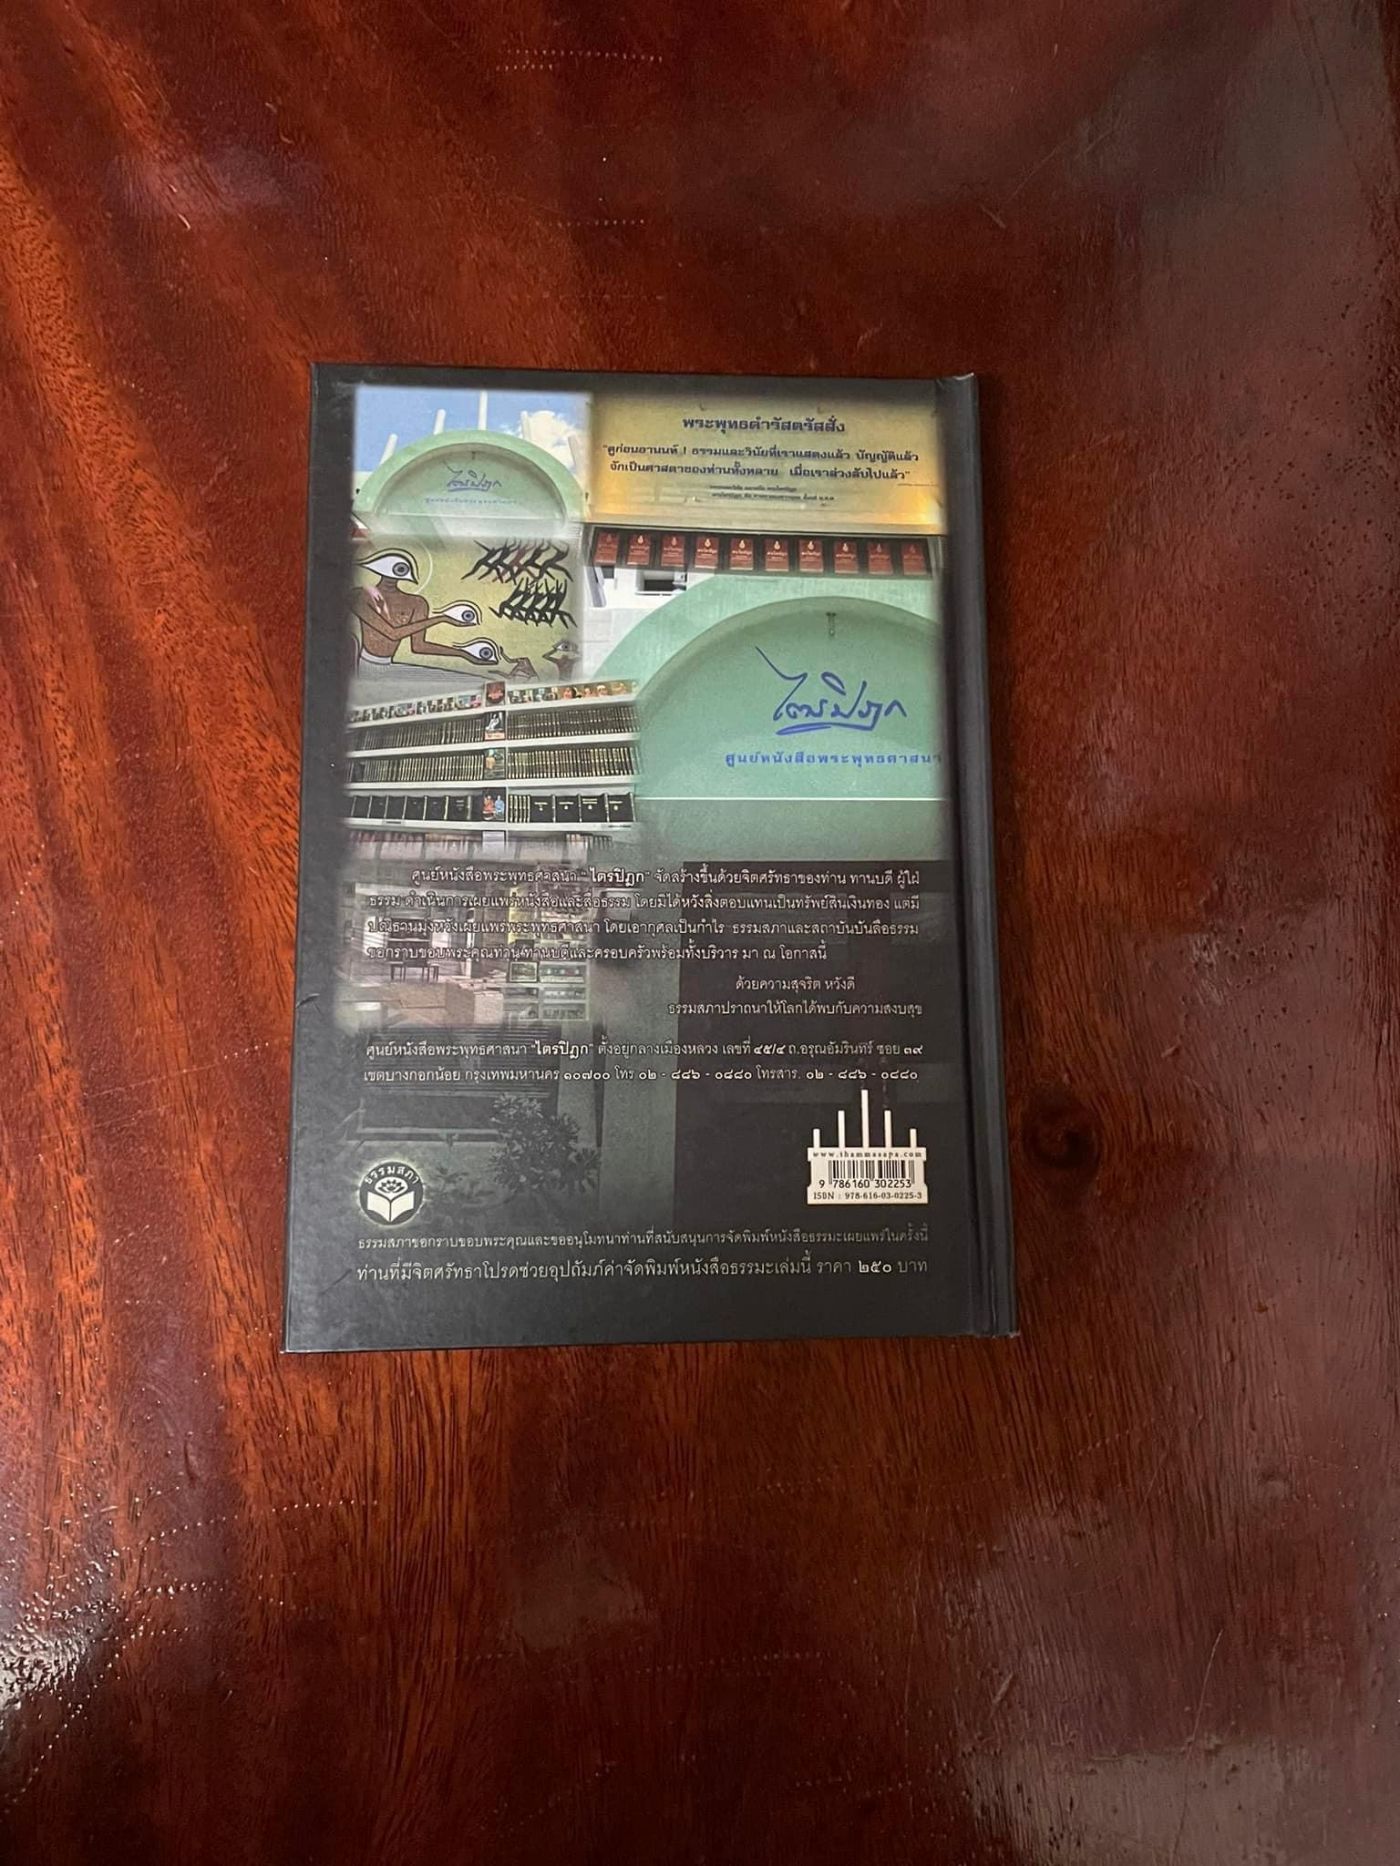 พระพุทธดำรัสตรัสสั่ง
"ดูก่อนอานนท์ ! ธรรมและวินัยที่เราแสดงแล้ว บัญญัติแล้ว
จักเป็นศาสดาของท่านทั้งหลาย เมื่อเราล่วงลับไปแล้ว"
ไตรปิฎก
ไตรปิฎก
ศูนย์หนังสือพระพุทธศาสนา
ศูนย์หนังสือพระพุทธศาสนา "ไตรปิฎก" จัดสร้างขึ้นด้วยจิตศรัทธาของท่าน ทานบดี ผู้ใฝ่
ธรรม ดำเนินการเผยแพร่หนังสือและสื่อธรรม โดยมิได้หวังสิ่งตอบแทนเป็นทรัพย์สินเงินทอง แต่มี
ปณิธานมุ่งหวังเผยแพร่พระพุทธศาสนา โดยเอากุศลเป็นกำไร ธรรมสภาและสถาบันบันลือธรรม
ขอกราบขอบพระคุณท่าน ทานบดีและครอบครัวพร้อมทั้งบริวาร มา ณ โอกาสนี้
ด้วยความสุจริต หวังดี
ธรรมสภาปรารถนาให้โลกได้พบกับความสงบสุข
ศูนย์หนังสือพระพุทธศาสนา "ไตรปิฎก" ตั้งอยู่กลางเมืองหลวง เลขที่ ๔๕/๔ ถ.อรุณอัมรินทร์ ซอย ๓๙
เขตบางกอกน้อย กรุงเทพมหานคร ๑๐๗๐๐ โทร ๐๒ - ๘๘๖ - ๐๘๘๐ โทรสาร. ๐๒ - ๘๘๖ - ๐๘๘๐
www.thammasapa.com
9 786160 302253
ISBN : 978-616-03-0225-3
ธรรมสภา
ธรรมสภาขอกราบขอบพระคุณและขออนุโมทนาท่านที่สนับสนุนการจัดพิมพ์หนังสือธรรมะเผยแพร่ในครั้งนี้
ท่านที่มีจิตศรัทธาโปรดช่วยอุปถัมภ์ค่าจัดพิมพ์หนังสือธรรมะเล่มนี้ ราคา ๒๕๐ บาท